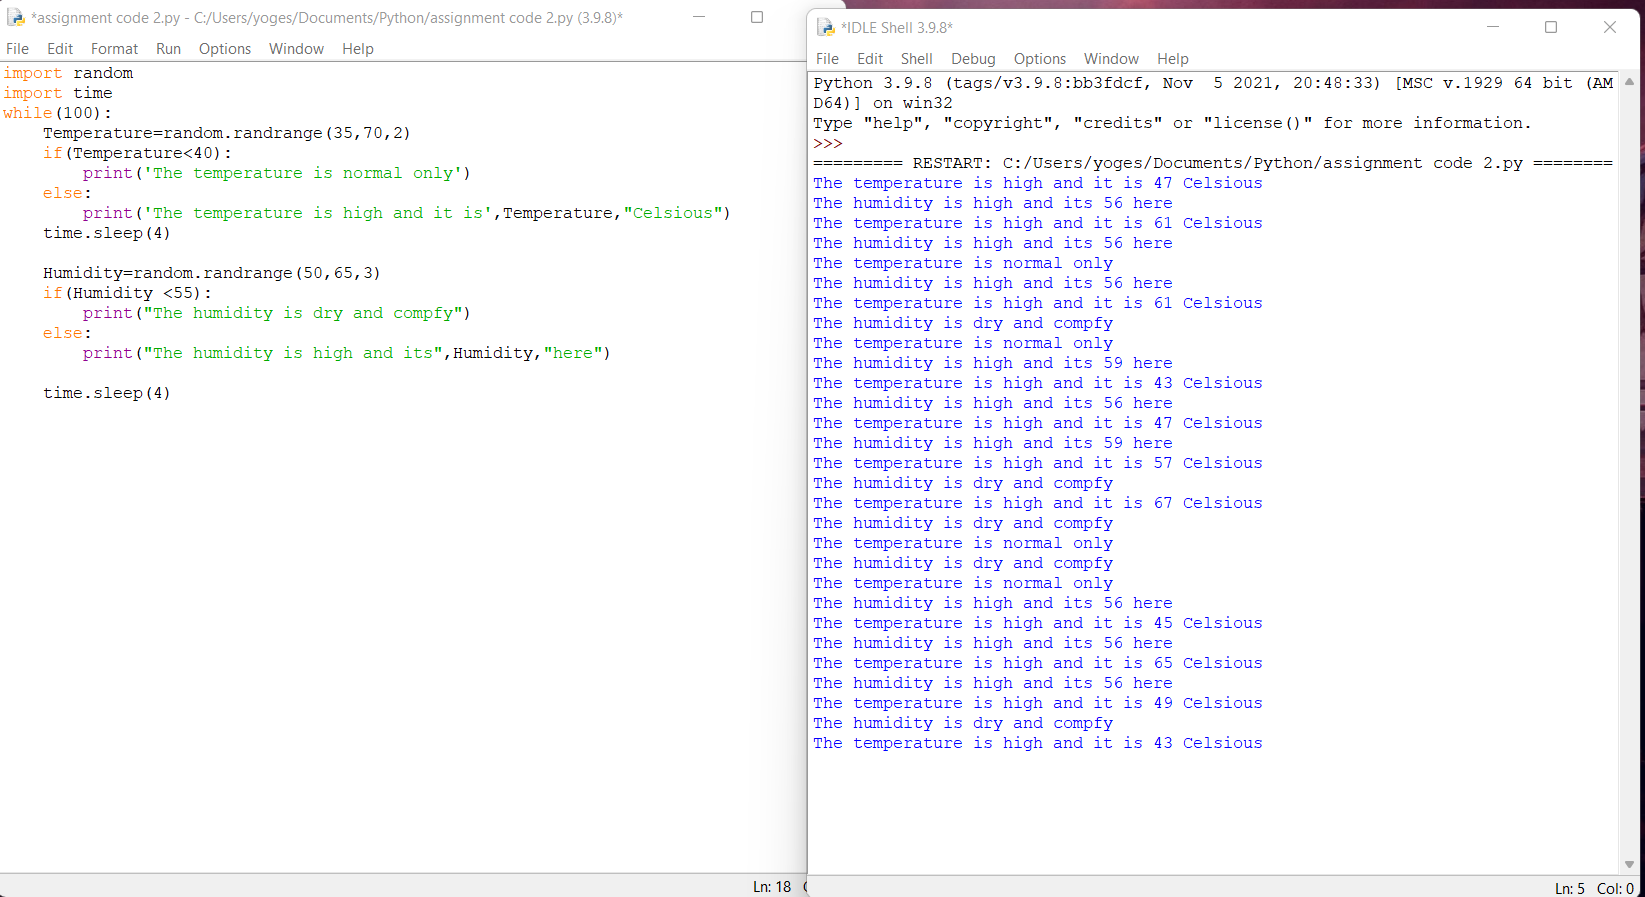 *assignment code 2.py - C:/Users/yoges/Documents/Python/assignment code 2.py (3.9.8)*
File Edit Format Run Options Window Help
import random
import time
while(100):
    Temperature=random.randrange(35,70,2)
    if(Temperature<40):
        print('The temperature is normal only')
    else:
        print('The temperature is high and it is',Temperature,"Celsious")
    time.sleep(4)
    Humidity=random.randrange(50,65,3)
    if(Humidity <55):
        print("The humidity is dry and compfy")
    else:
        print("The humidity is high and its",Humidity,"here")
    time.sleep(4)
Ln: 18
*IDLE Shell 3.9.8*
File Edit Shell Debug Options Window Help
Python 3.9.8 (tags/v3.9.8:bb3fdcf, Nov  5 2021, 20:48:33) [MSC v.1929 64 bit (AM
D64)] on win32
Type "help", "copyright", "credits" or "license()" for more information.
>>>
========= RESTART: C:/Users/yoges/Documents/Python/assignment code 2.py ========
The temperature is high and it is 47 Celsious
The humidity is high and its 56 here
The temperature is high and it is 61 Celsious
The humidity is high and its 56 here
The temperature is normal only
The humidity is high and its 56 here
The temperature is high and it is 61 Celsious
The humidity is dry and compfy
The temperature is normal only
The humidity is high and its 59 here
The temperature is high and it is 43 Celsious
The humidity is high and its 56 here
The temperature is high and it is 47 Celsious
The humidity is high and its 59 here
The temperature is high and it is 57 Celsious
The humidity is dry and compfy
The temperature is high and it is 67 Celsious
The humidity is dry and compfy
The temperature is normal only
The humidity is dry and compfy
The temperature is normal only
The humidity is high and its 56 here
The temperature is high and it is 45 Celsious
The humidity is high and its 56 here
The temperature is high and it is 65 Celsious
The humidity is high and its 56 here
The temperature is high and it is 49 Celsious
The humidity is dry and compfy
The temperature is high and it is 43 Celsious
Ln: 5 Col: 0